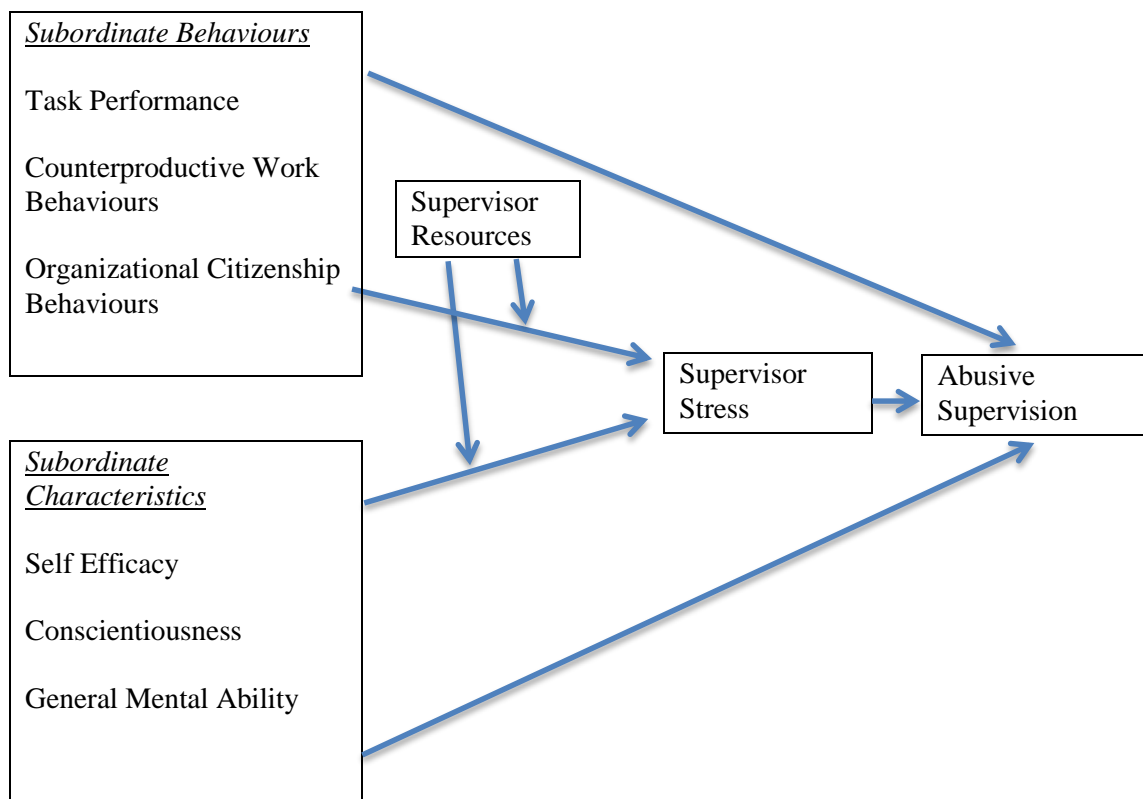 Subordinate Behaviours
Task Performance
Counterproductive Work
Behaviours
Organizational Citizenship
Behaviours
Supervisor
Resources
Supervisor
Stress
Abusive
Supervision
Subordinate
Characteristics
Self Efficacy
Conscientiousness
General Mental Ability